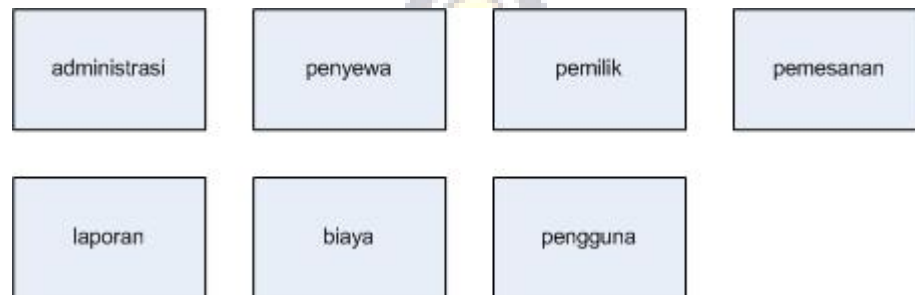 administrasi
penyewa
pemilik
pemesanan
laporan
biaya
pengguna